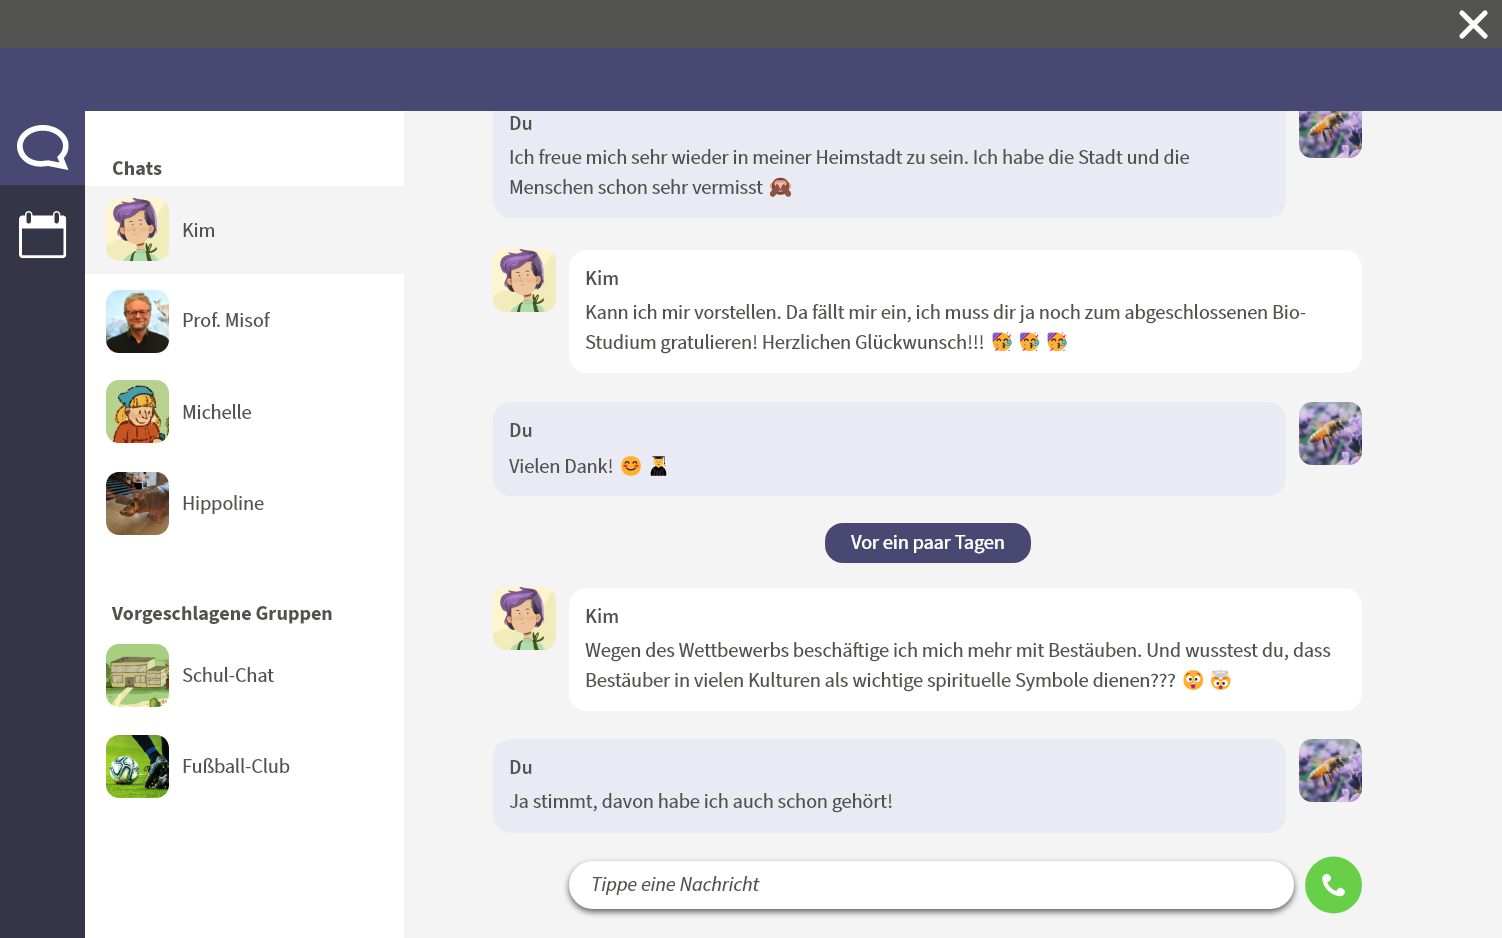 Chats
Kim
Prof. Misof
Michelle
Hippoline
Vorgeschlagene Gruppen
Schul-Chat
Fußball-Club
Du
Ich freue mich sehr wieder in meiner Heimstadt zu sein. Ich habe die Stadt und die
Menschen schon sehr vermisst 🙈
Kim
Kann ich mir vorstellen. Da fällt mir ein, ich muss dir ja noch zum abgeschlossenen Bio-
Studium gratulieren! Herzlichen Glückwunsch!!! 🥳 🥳 🥳
Du
Vielen Dank! 😊 🧑‍🎓
Vor ein paar Tagen
Kim
Wegen des Wettbewerbs beschäftige ich mich mehr mit Bestäuben. Und wusstest du, dass
Bestäuber in vielen Kulturen als wichtige spirituelle Symbole dienen??? 😲 🤯
Du
Ja stimmt, davon habe ich auch schon gehört!
Tippe eine Nachricht